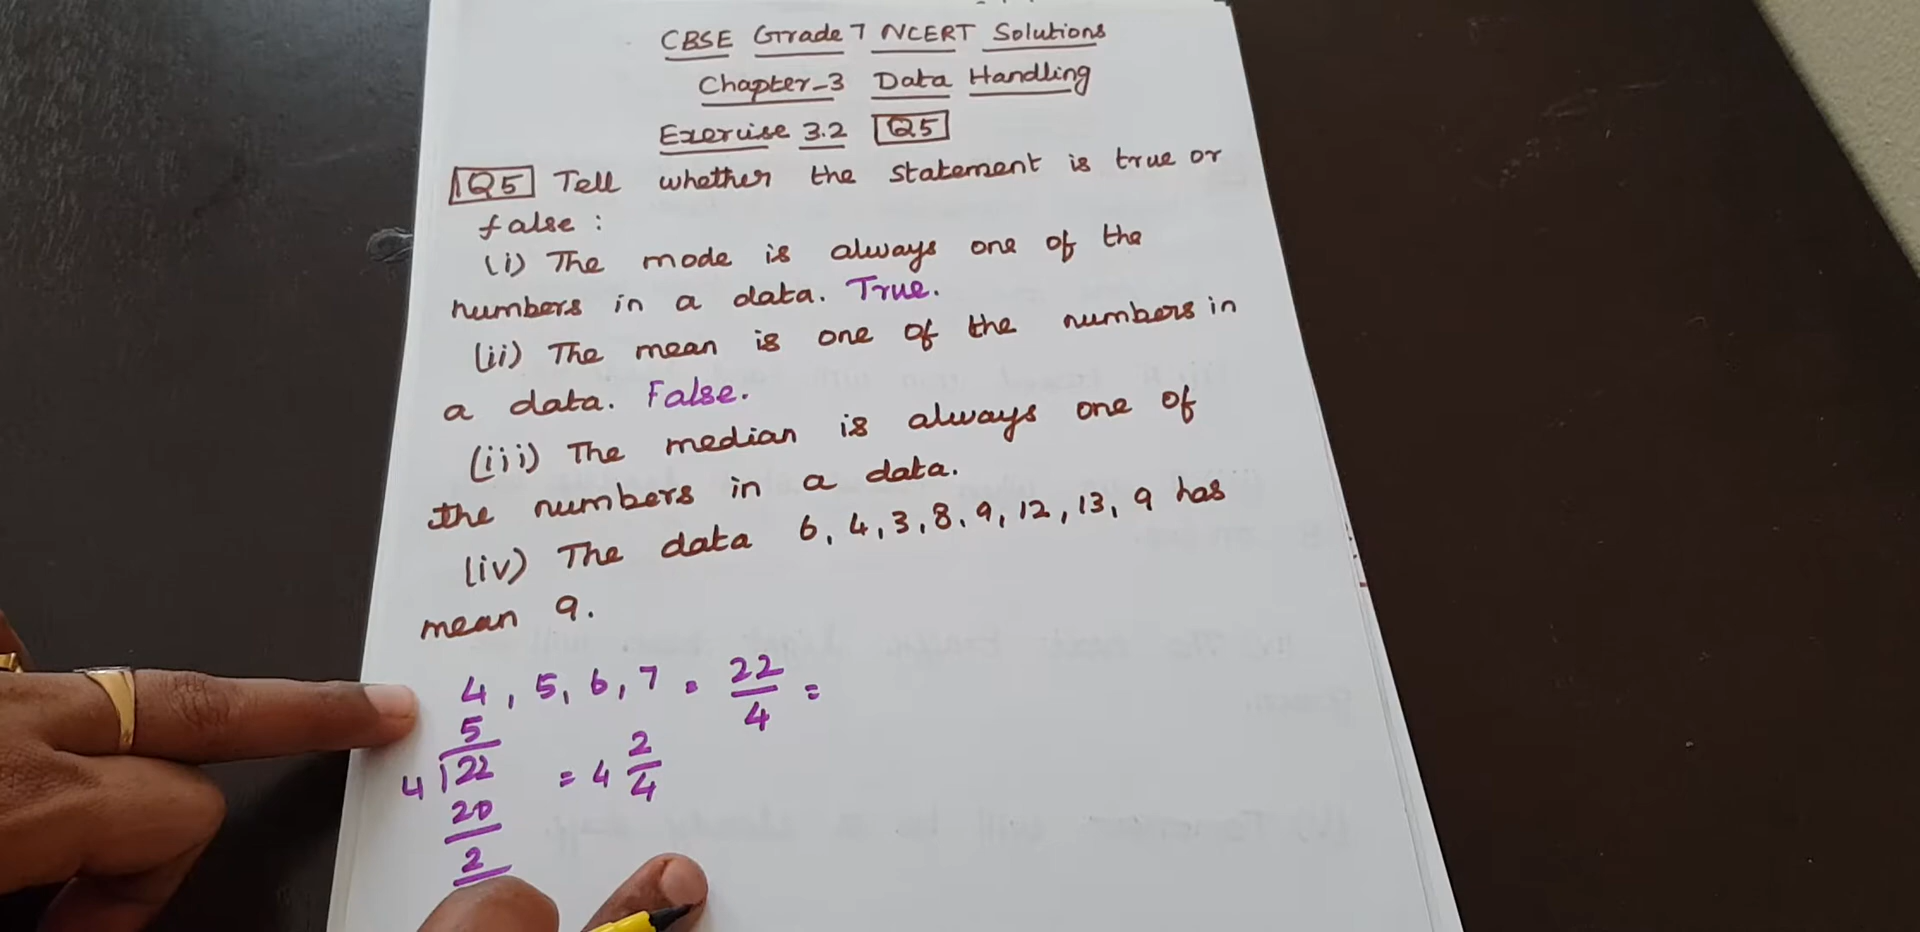 CBSE Grade 7 NCERT Solutions
Chapter-3 Data Handling
Exercise 3.2 Q5
Q5 Tell whether the statement is true or
false:
(i) The mode is always one of the
numbers in a data. True.
(ii) The mean is one of the numbers in
a data. False.
(iii) The median is always one of
the numbers in a data.
(iv) The data 6, 4, 3, 8, 9, 12, 13, 9 has
mean 9.
4, 5, 6, 7 = 22/4 =
5
4 22 = 4 2/4
20
2